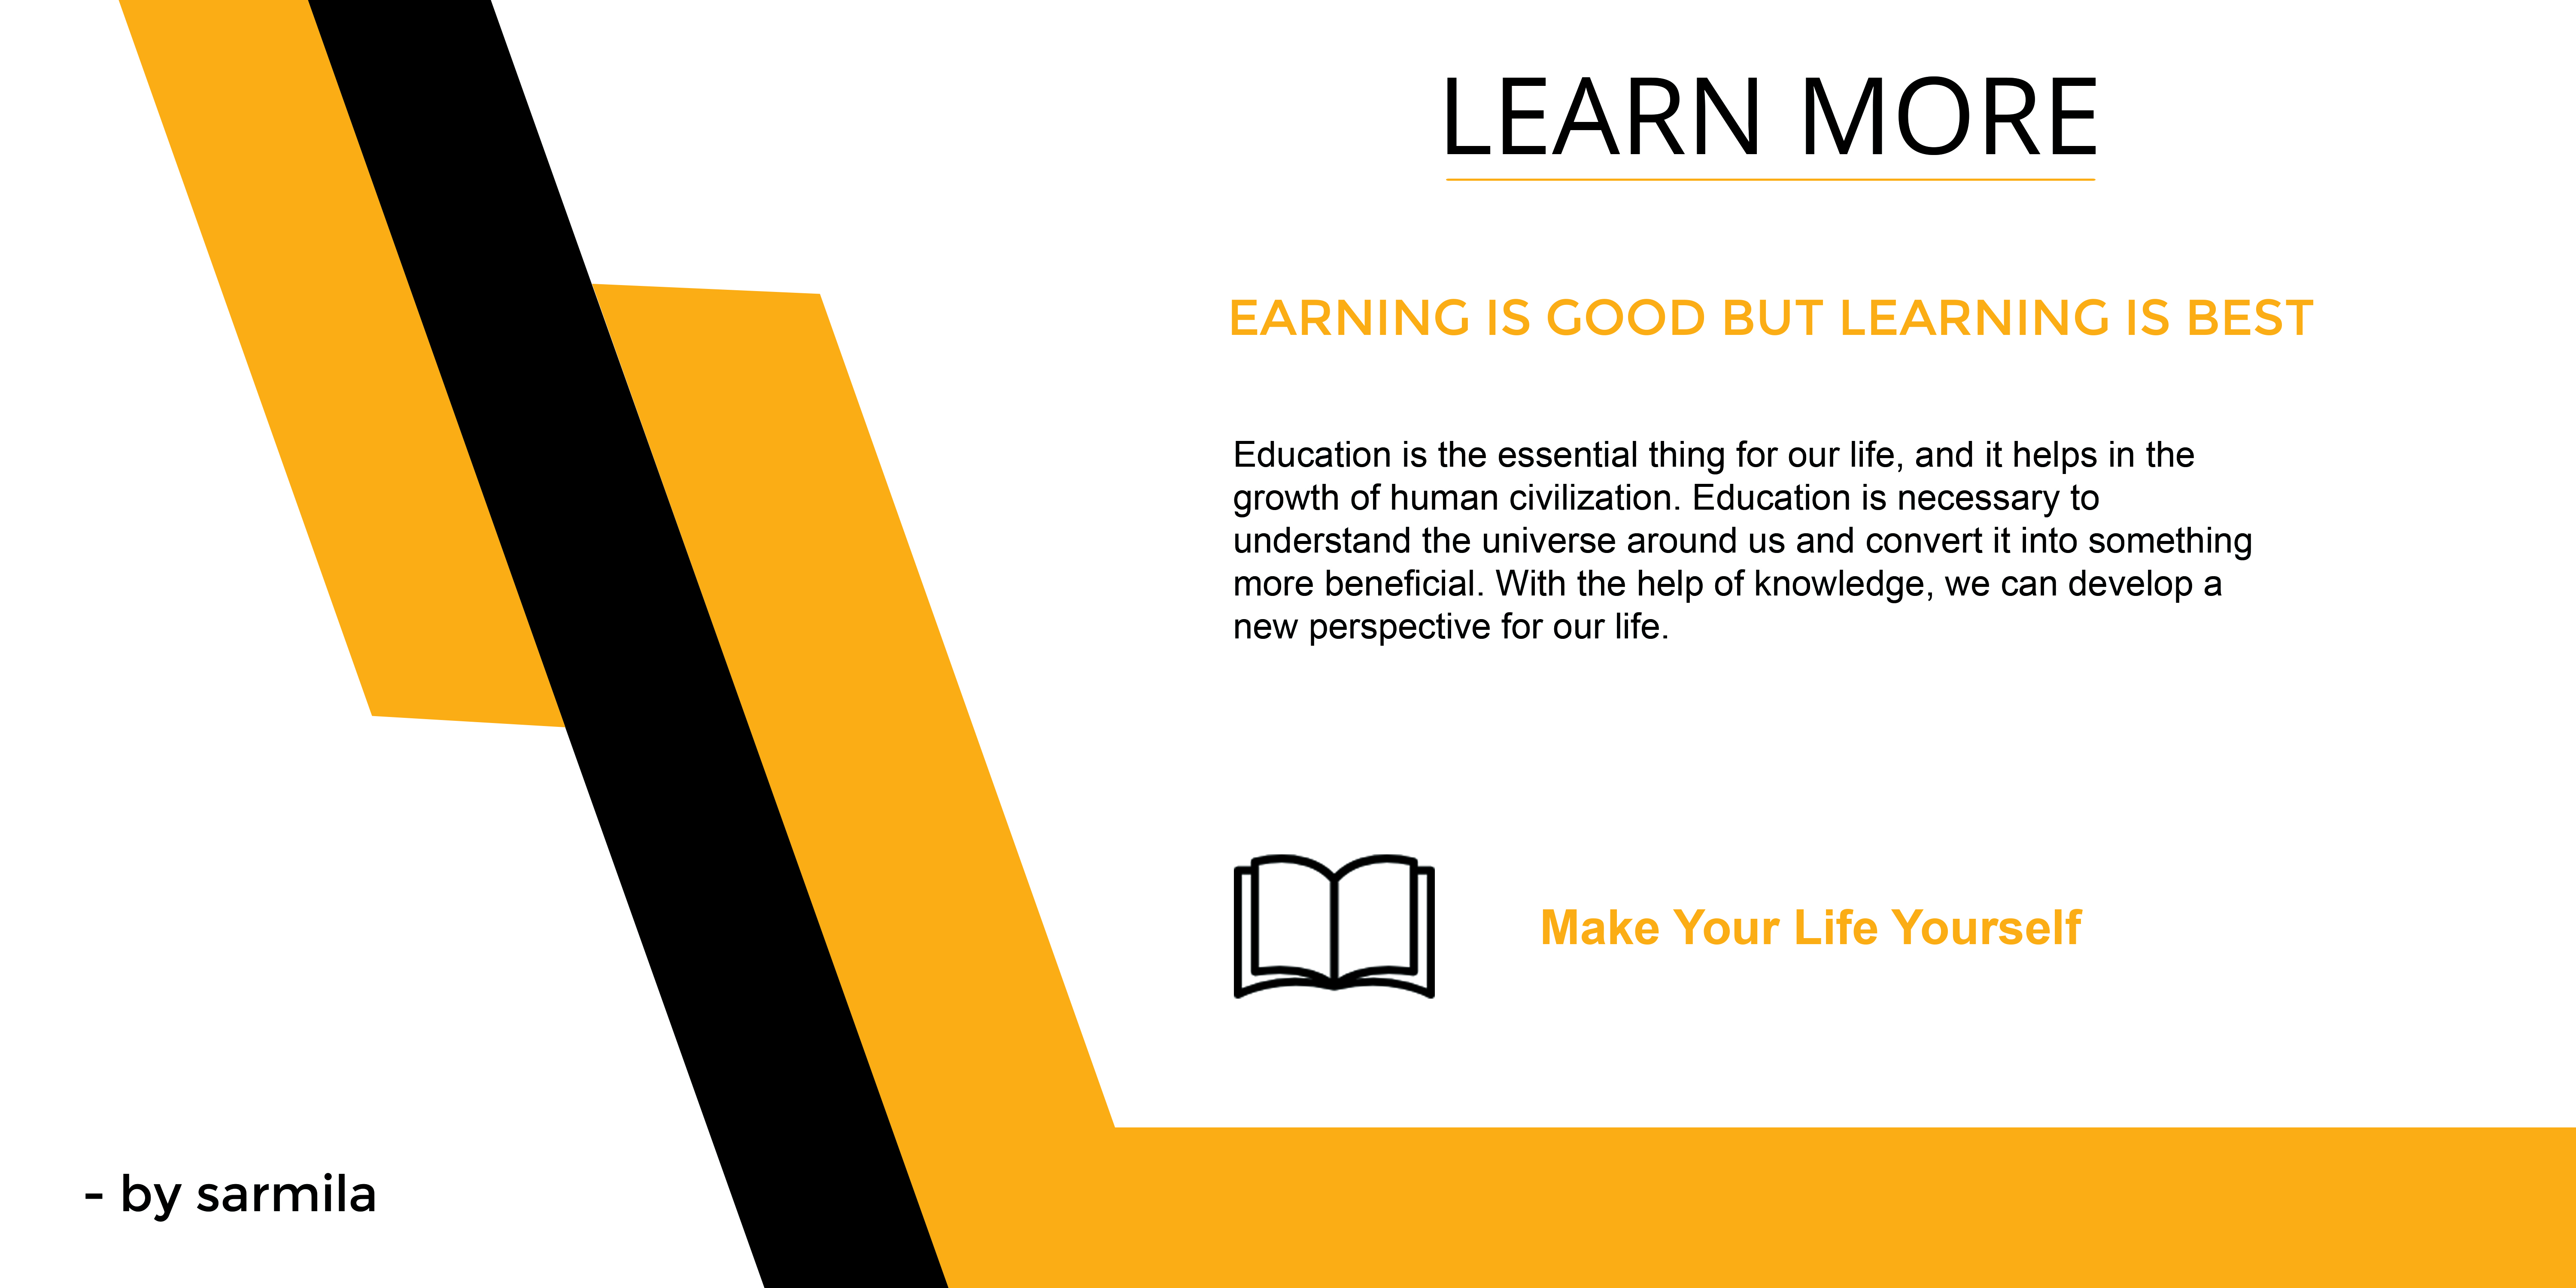 LEARN MORE
EARNING IS GOOD BUT LEARNING IS BEST
Education is the essential thing for our life, and it helps in the
growth of human civilization. Education is necessary to
understand the universe around us and convert it into something
more beneficial. With the help of knowledge, we can develop a
new perspective for our life.
Make Your Life Yourself
- by sarmila